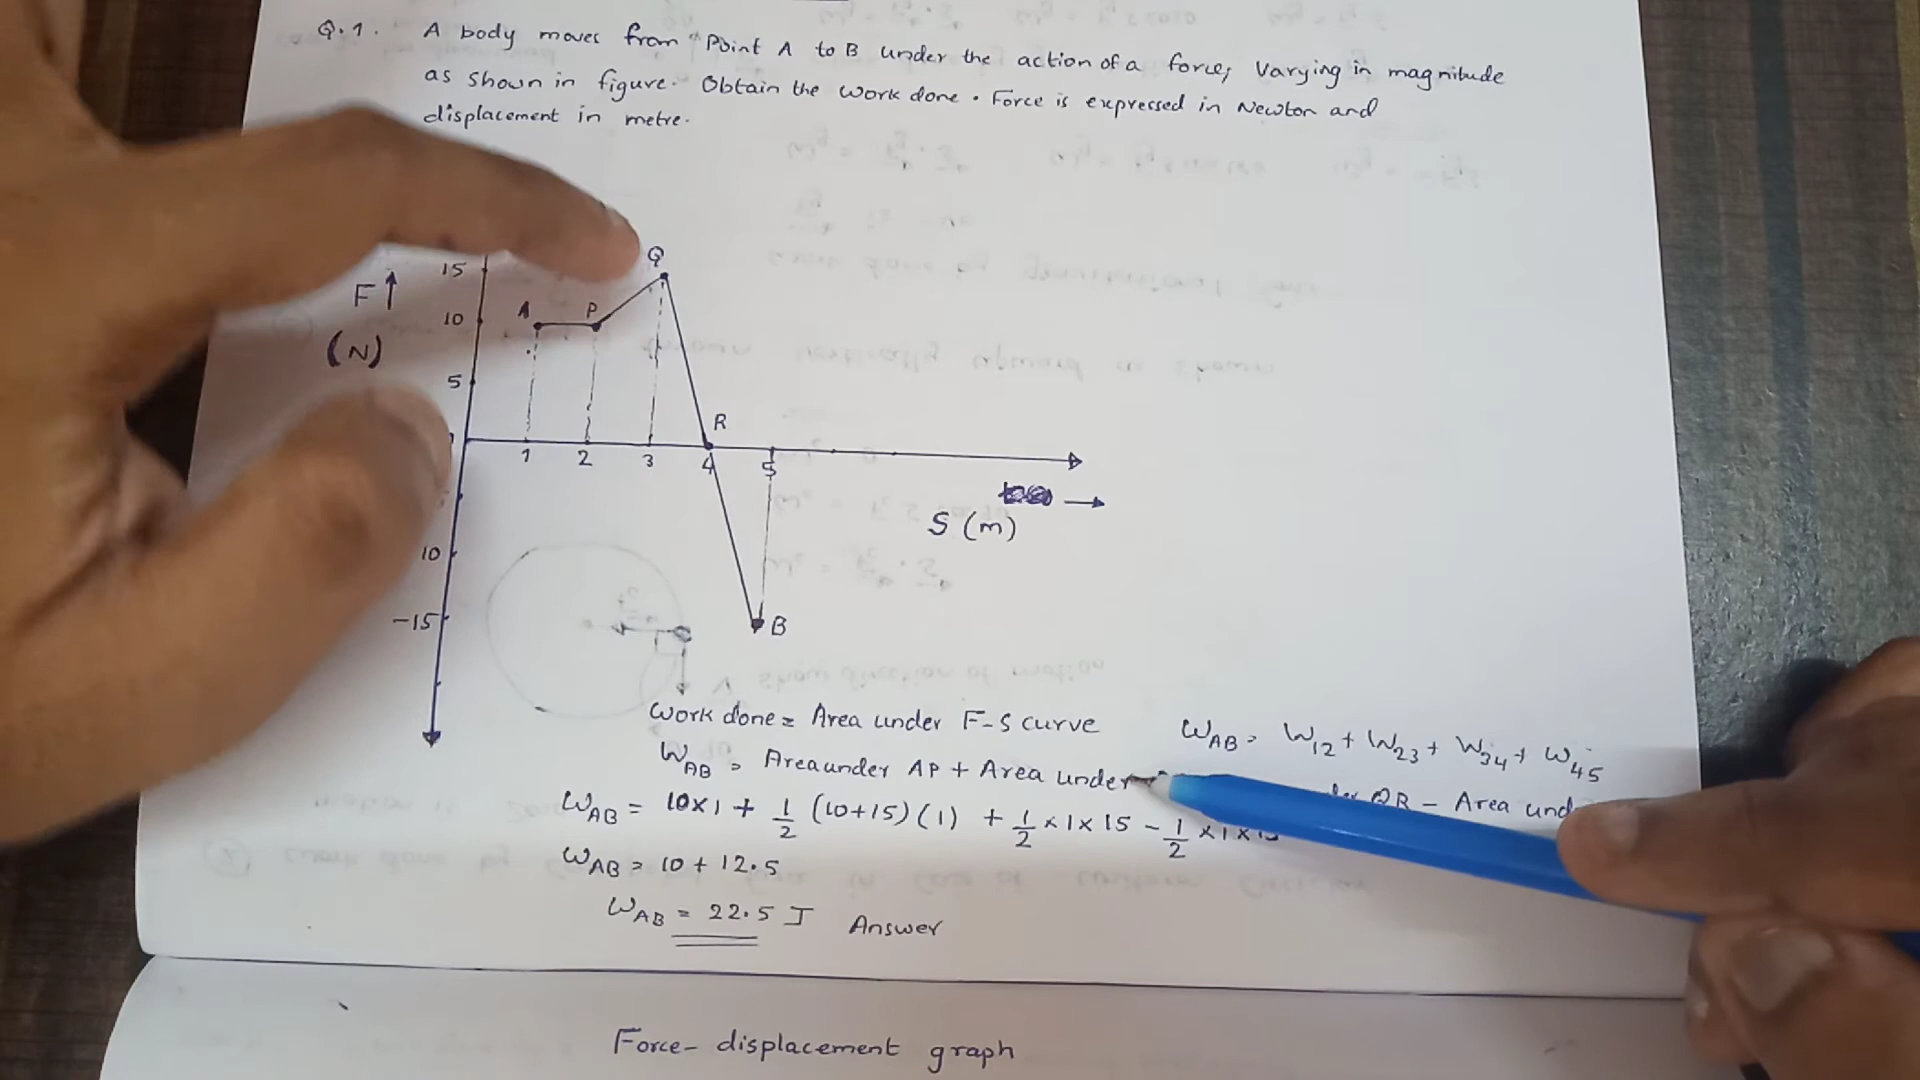 Q.1. A body moves from Point A to B under the action of a force, Varying in magnitude
as shown in figure. Obtain the work done. Force is expressed in Newton and
displacement in metre.
Q
15
F↑
A
P
10
(N)
5
R
1 2 3 4 5
S (m)
10
-15
B
Work done = Area under F-S curve
W12 + W23 + W34 + W45
WAB =
WAB = Area under AP + Area under
QR - Area und
WAB = 10×1 + 1/2 (10+15)(1) + 1/2 ×1×15 - 1/2 ×1×
WAB = 10 + 12.5
WAB = 22.5 J Answer
Force-displacement graph